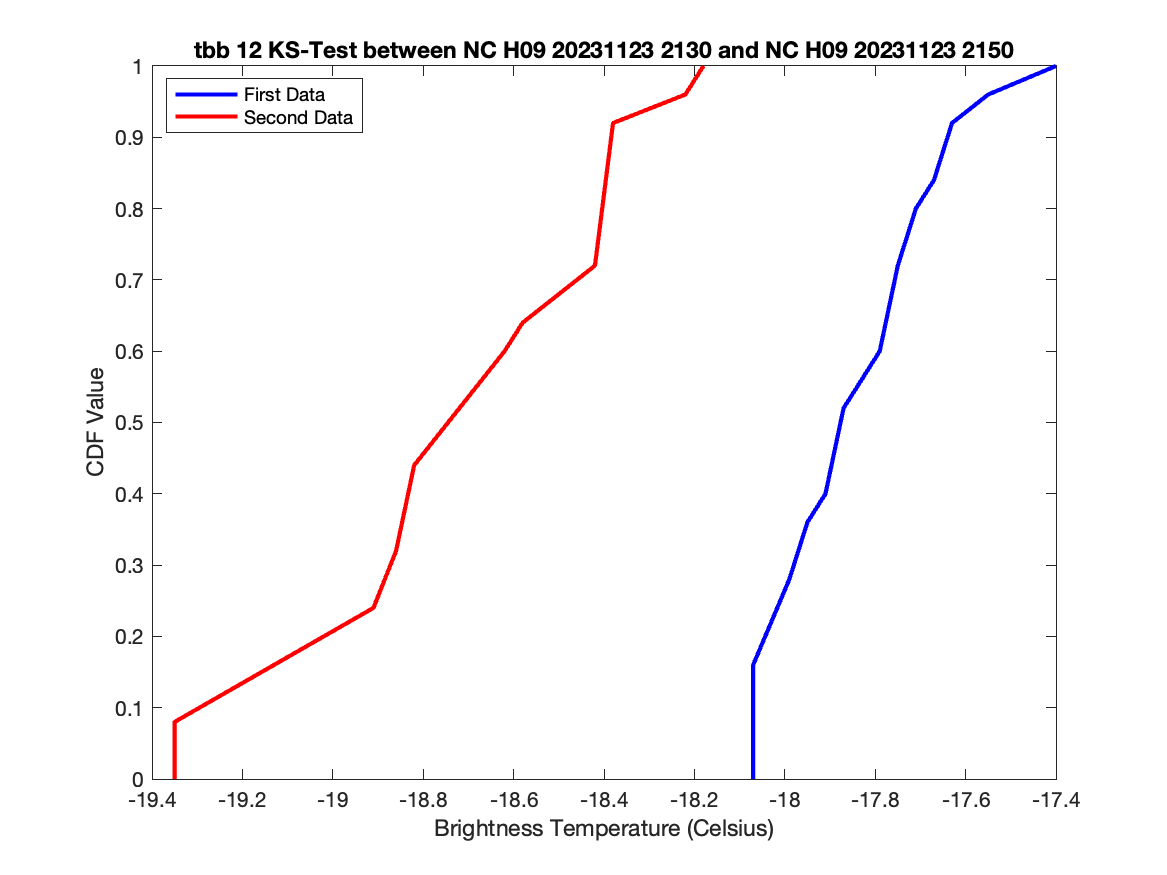 tbb 12 KS-Test between NC H09 20231123 2130 and NC H09 20231123 2150
First Data
Second Data
1
0.9
0.8
0.7
0.6
0.5
0.4
0.3
0.2
0.1
0
CDF Value
-19.4 -19.2 -19 -18.8 -18.6 -18.4 -18.2 -18 -17.8 -17.6 -17.4
Brightness Temperature (Celsius)